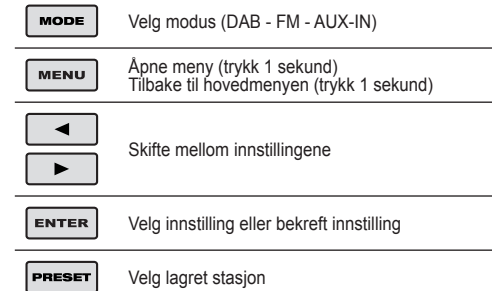 MODE Velg modus (DAB - FM - AUX-IN)
MENU Åpne meny (trykk 1 sekund)
Tilbake til hovedmenyen (trykk 1 sekund)
◄
► Skifte mellom innstillingene
ENTER Velg innstilling eller bekreft innstilling
PRESET Velg lagret stasjon